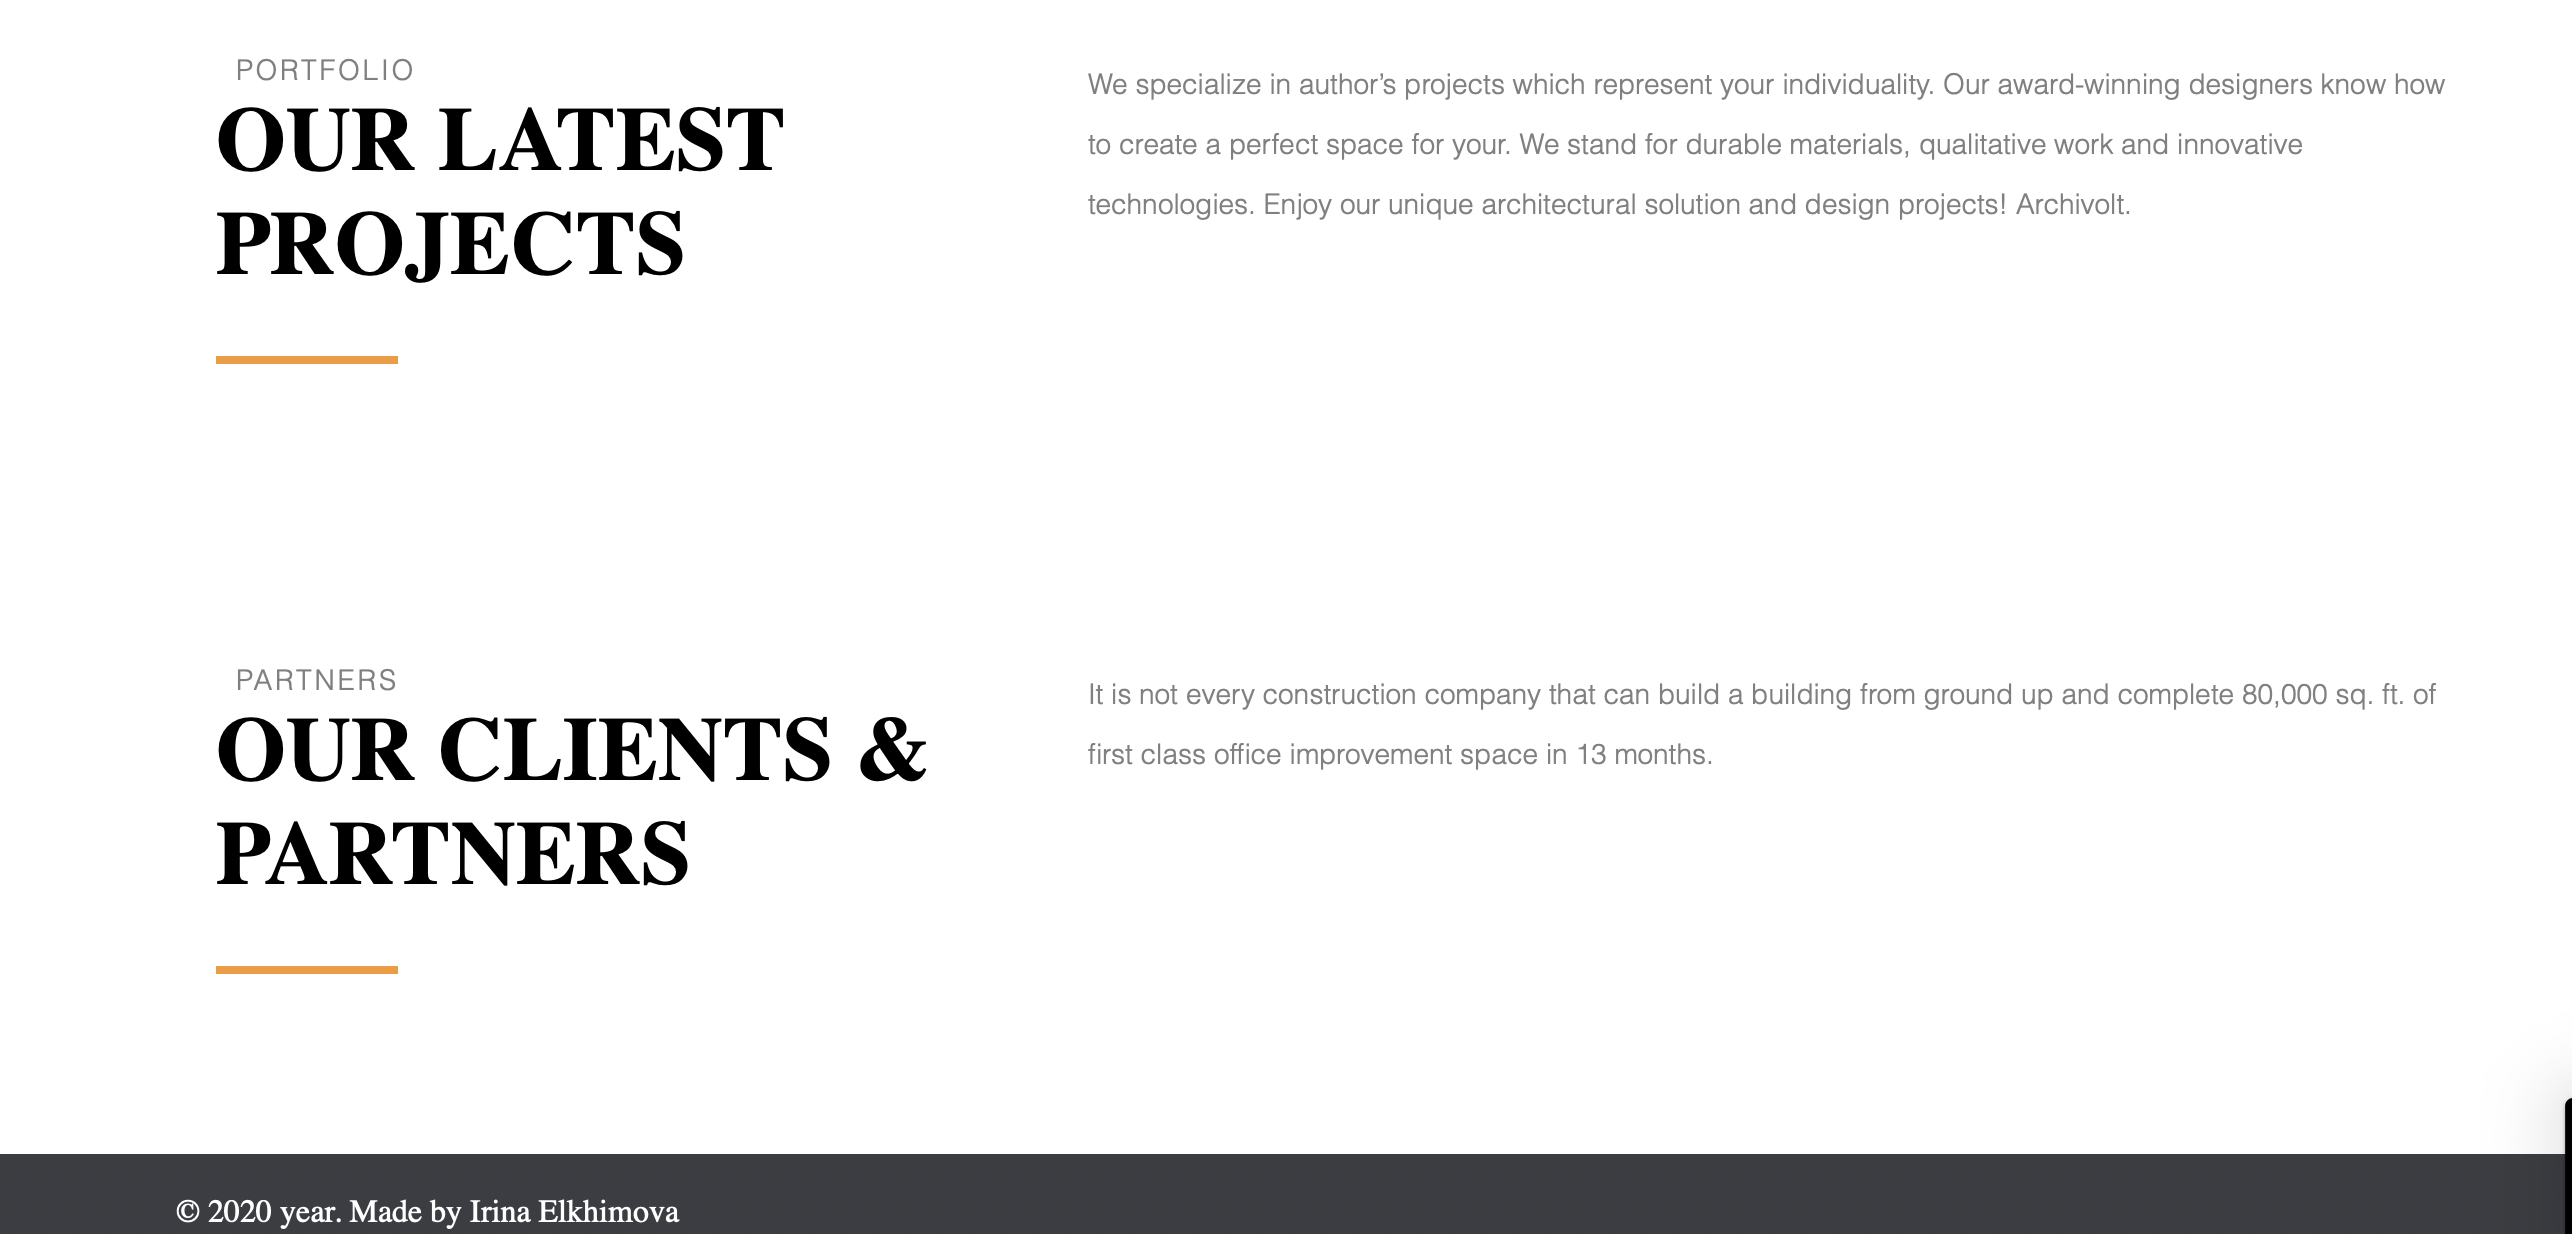 PORTFOLIO
OUR LATEST
PROJECTS
We specialize in author’s projects which represent your individuality. Our award-winning designers know how
to create a perfect space for your. We stand for durable materials, qualitative work and innovative
technologies. Enjoy our unique architectural solution and design projects! Archivolt.
PARTNERS
OUR CLIENTS &
PARTNERS
It is not every construction company that can build a building from ground up and complete 80,000 sq. ft. of
first class office improvement space in 13 months.
© 2020 year. Made by Irina Elkhimova